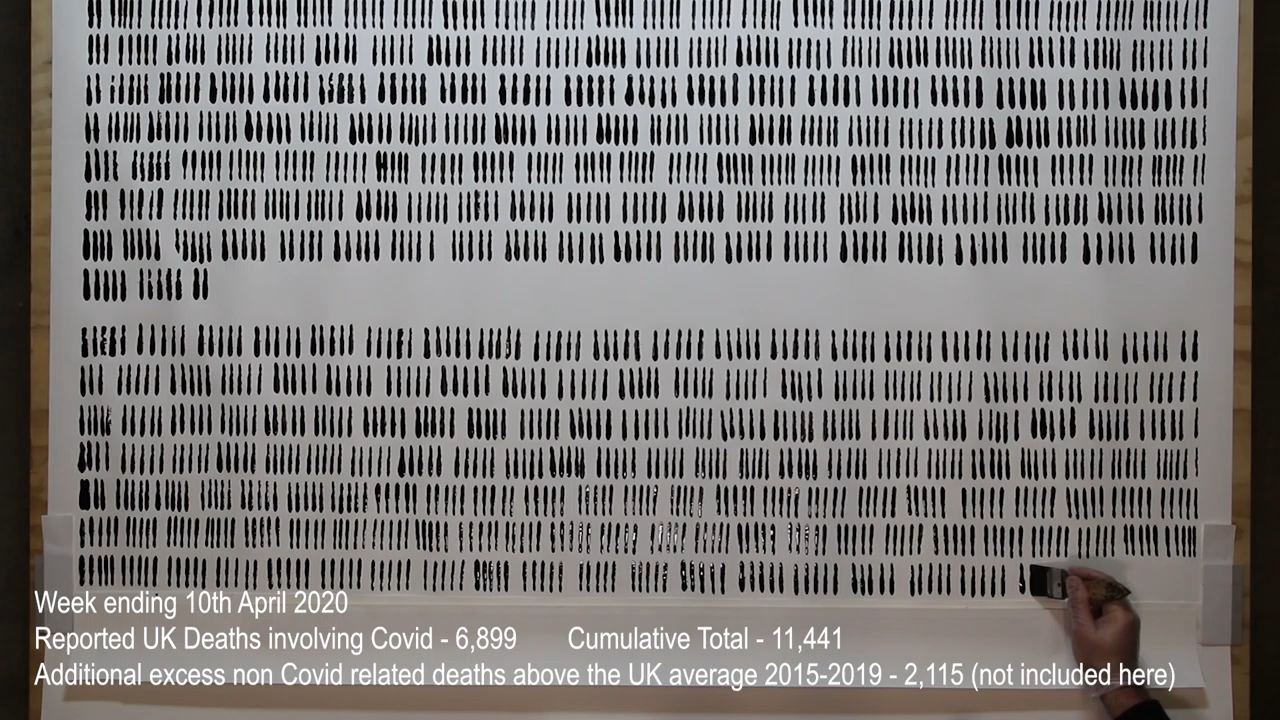 Week ending 10th April 2020
Reported UK Deaths involving Covid - 6,899 Cumulative Total - 11,441
Additional excess non Covid related deaths above the UK average 2015-2019 - 2,115 (not included here)